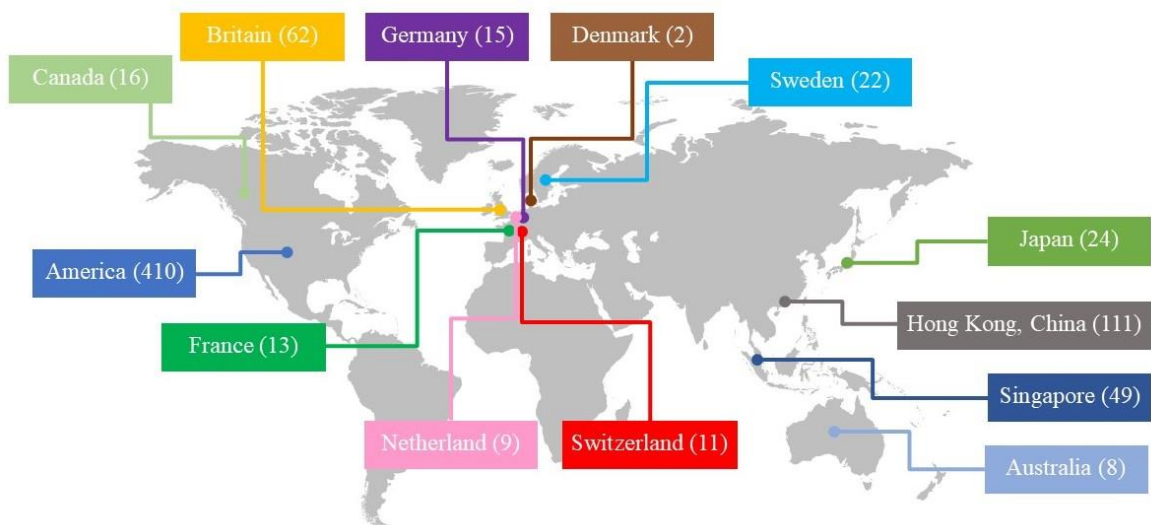 Britain (62)
Germany (15)
Denmark (2)
Canada (16)
Sweden (22)
Japan (24)
America (410)
Hong Kong, China (111)
France (13)
Singapore (49)
Netherland (9)
Switzerland (11)
Australia (8)